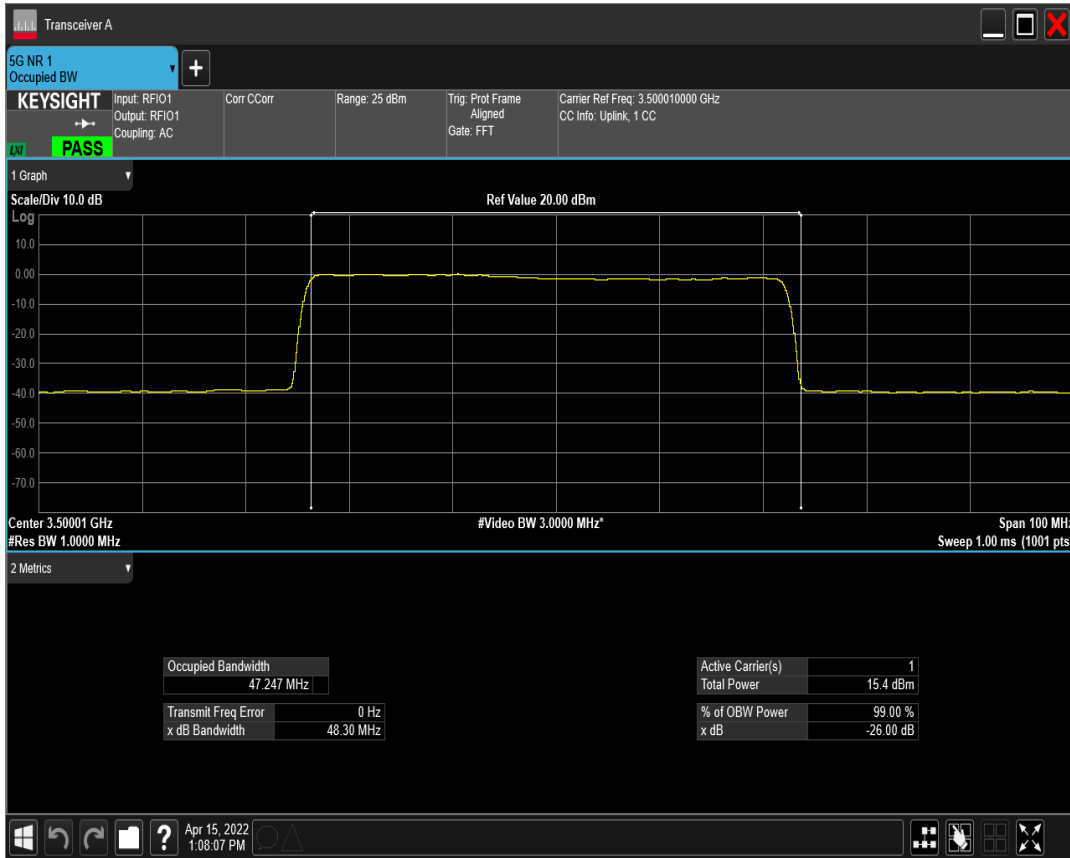 Transceiver A
5G NR 1
Occupied BW
KEYSIGHT
LXI
PASS
Input: RFIO1
Output: RFIO1
Coupling: AC
Corr CCorr
Range: 25 dBm
Trig: Prot Frame
Aligned
Gate: FFT
Carrier Ref Freq: 3.500010000 GHz
CC Info: Uplink, 1 CC
1 Graph
Scale/Div 10.0 dB
Ref Value 20.00 dBm
Log
10.0
0.00
-10.0
-20.0
-30.0
-40.0
-50.0
-60.0
-70.0
Center 3.50001 GHz
#Video BW 3.0000 MHz*
Span 100 MHz
#Res BW 1.0000 MHz
Sweep 1.00 ms (1001 pts
2 Metrics
Occupied Bandwidth
47.247 MHz
Transmit Freq Error 0 Hz
x dB Bandwidth 48.30 MHz
Active Carrier(s) 1
Total Power 15.4 dBm
% of OBW Power 99.00 %
x dB -26.00 dB
?
Apr 15, 2022
1:08:07 PM